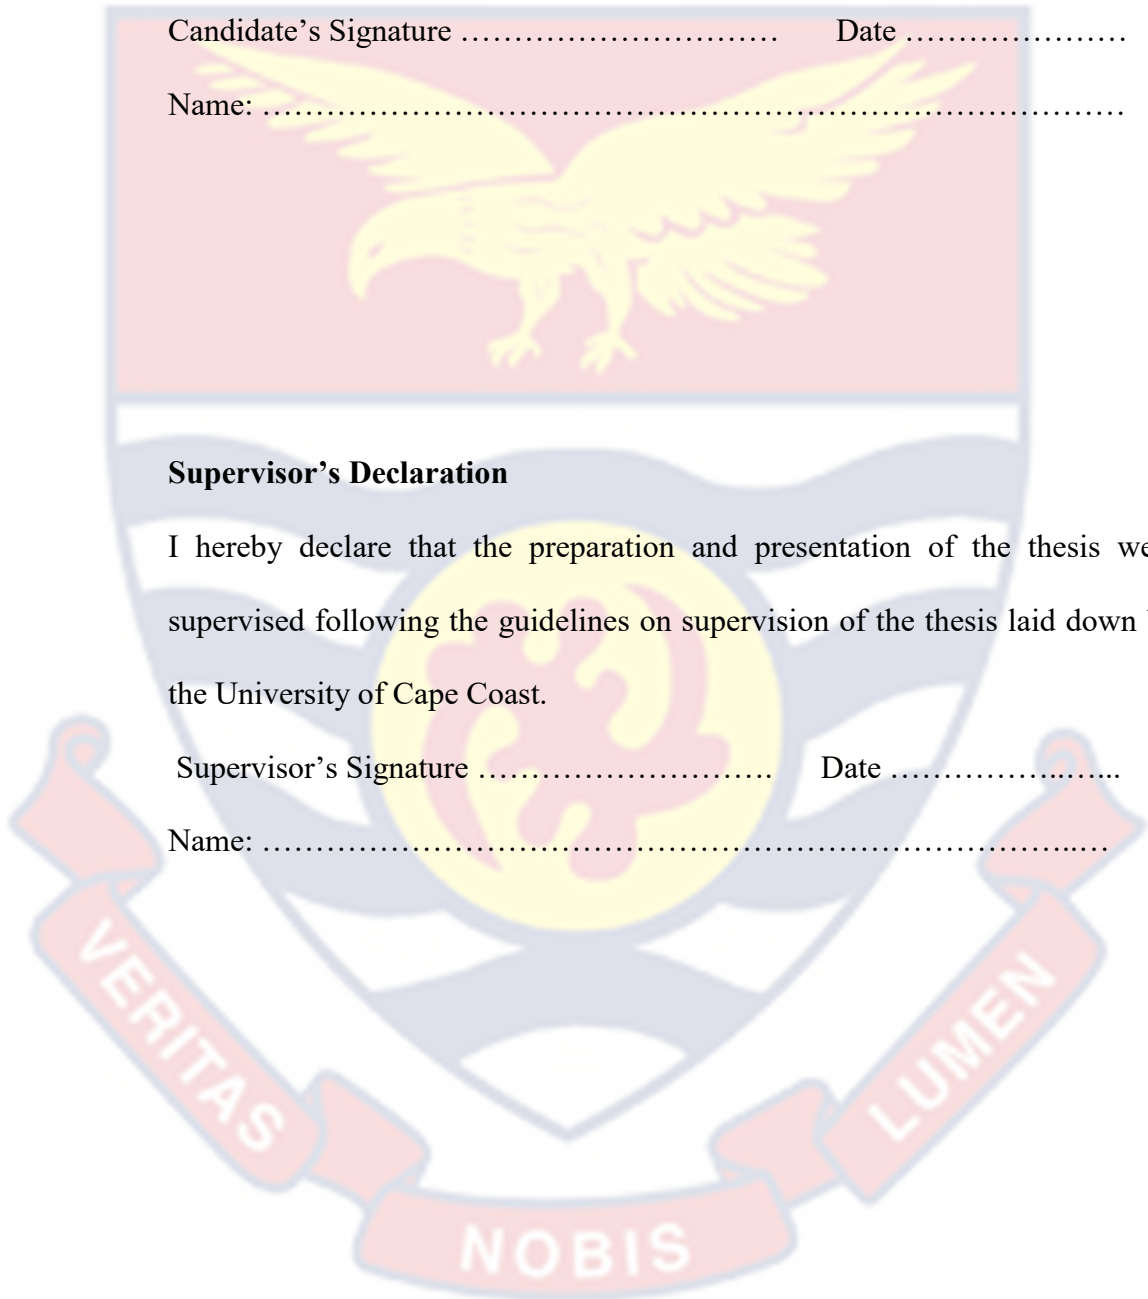 Candidate’s Signature ………………………… Date …………………
Name: ………………………………………………………………………
Supervisor’s Declaration
I hereby declare that the preparation and presentation of the thesis we
supervised following the guidelines on supervision of the thesis laid down
the University of Cape Coast.
Supervisor’s Signature ………………………. Date ……………..…...
Name: …………………………………………………………………..…
VERITAS
NOBIS
LUMEN